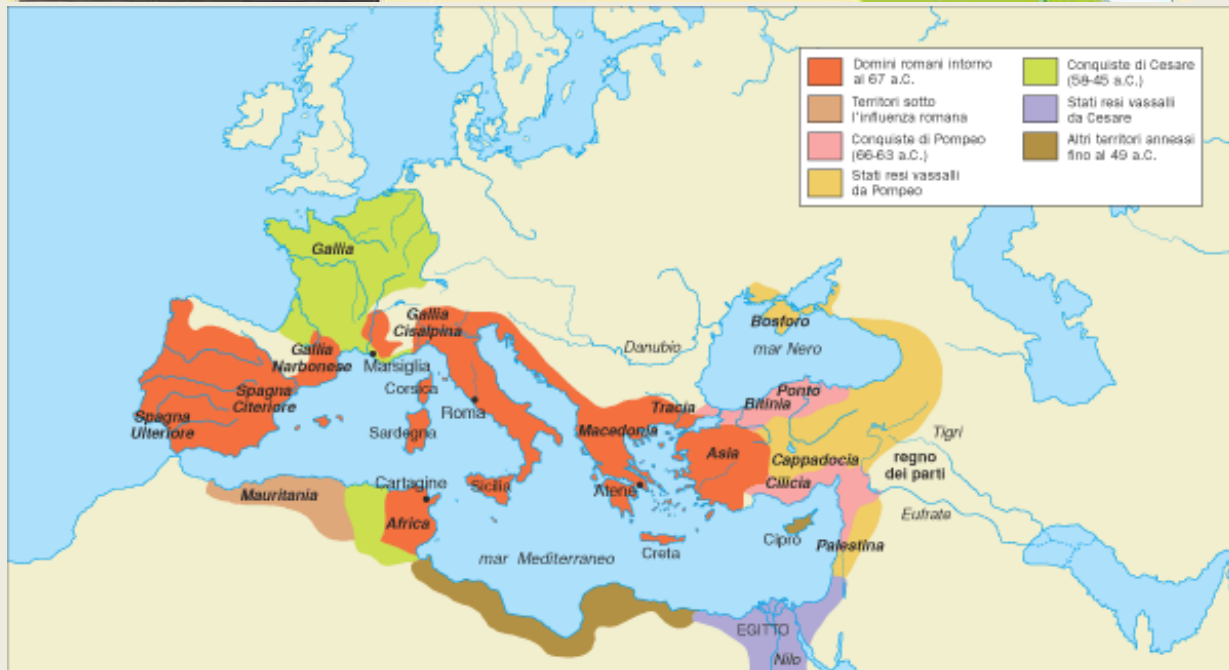 Domini romani intorno
al 67 a.C.
Territori sotto
l'influenza romana
Conquiste di Pompeo
(66-63 a.C.)
Stati resi vassalli
da Pompeo
Conquiste di Cesare
(58-45 a.C.)
Stati resi vassalli
da Cesare
Altri territori annessi
fino al 49 a.C.
Gallia
Gallia
Cisalpina
Bosforo
mar Nero
Danubio
Gallia
Narbonese
Marsiglia
Corsica
Spagna
Citeriore
Roma
Spagna
Ulteriore
Sardegna
Tracia
Bitinia
Ponto
Macedonia
Asia
Cappadocia
Tigri
regno
dei parti
Cilicia
Eufrate
Mauritania
Cartagine
Sicilia
Atene
Africa
mar Mediterraneo
Creta
Cipro
Palestina
EGITTO
Nilo